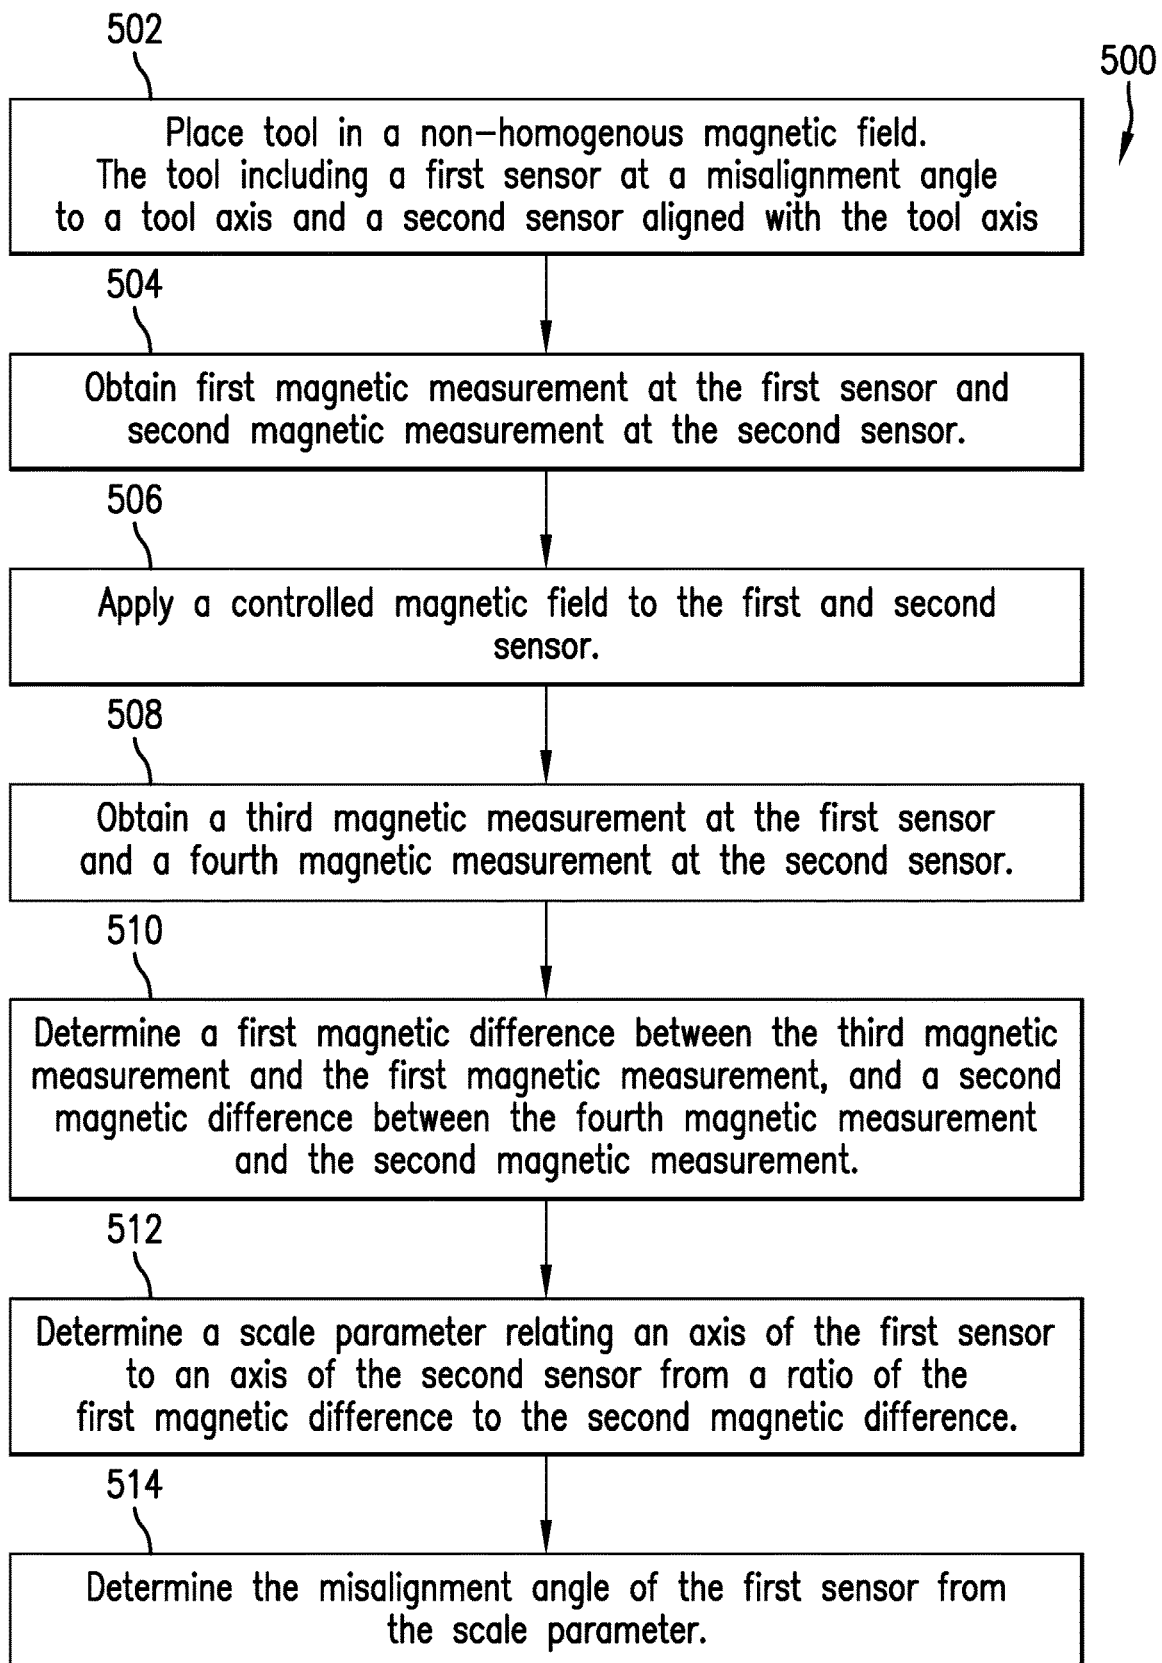 502
500
Place tool in a non-homogenous magnetic field.
The tool including a first sensor at a misalignment angle
to a tool axis and a second sensor aligned with the tool axis
504
Obtain first magnetic measurement at the first sensor and
second magnetic measurement at the second sensor.
506
Apply a controlled magnetic field to the first and second
sensor.
508
Obtain a third magnetic measurement at the first sensor
and a fourth magnetic measurement at the second sensor.
510
Determine a first magnetic difference between the third magnetic
measurement and the first magnetic measurement, and a second
magnetic difference between the fourth magnetic measurement
and the second magnetic measurement.
512
Determine a scale parameter relating an axis of the first sensor
to an axis of the second sensor from a ratio of the
first magnetic difference to the second magnetic difference.
514
Determine the misalignment angle of the first sensor from
the scale parameter.